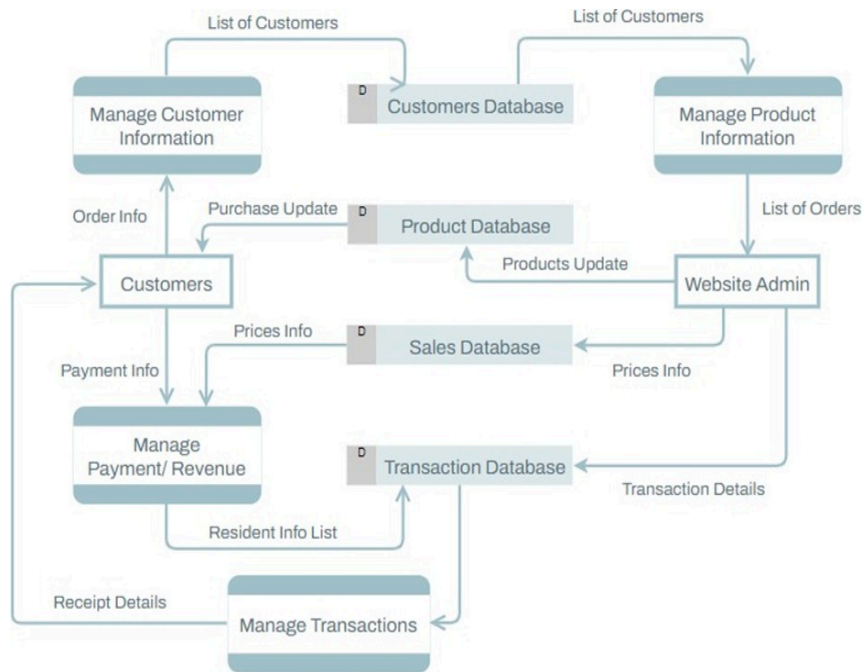 List of Customers
List of Customers
D
Customers Database
Manage Customer
Information
Manage Product
Information
Order Info
Purchase Update
D
Product Database
List of Orders
Products Update
Customers
Website Admin
Prices Info
D
Sales Database
Payment Info
Prices Info
Manage
Payment/ Revenue
D
Transaction Database
Transaction Details
Resident Info List
Receipt Details
Manage Transactions